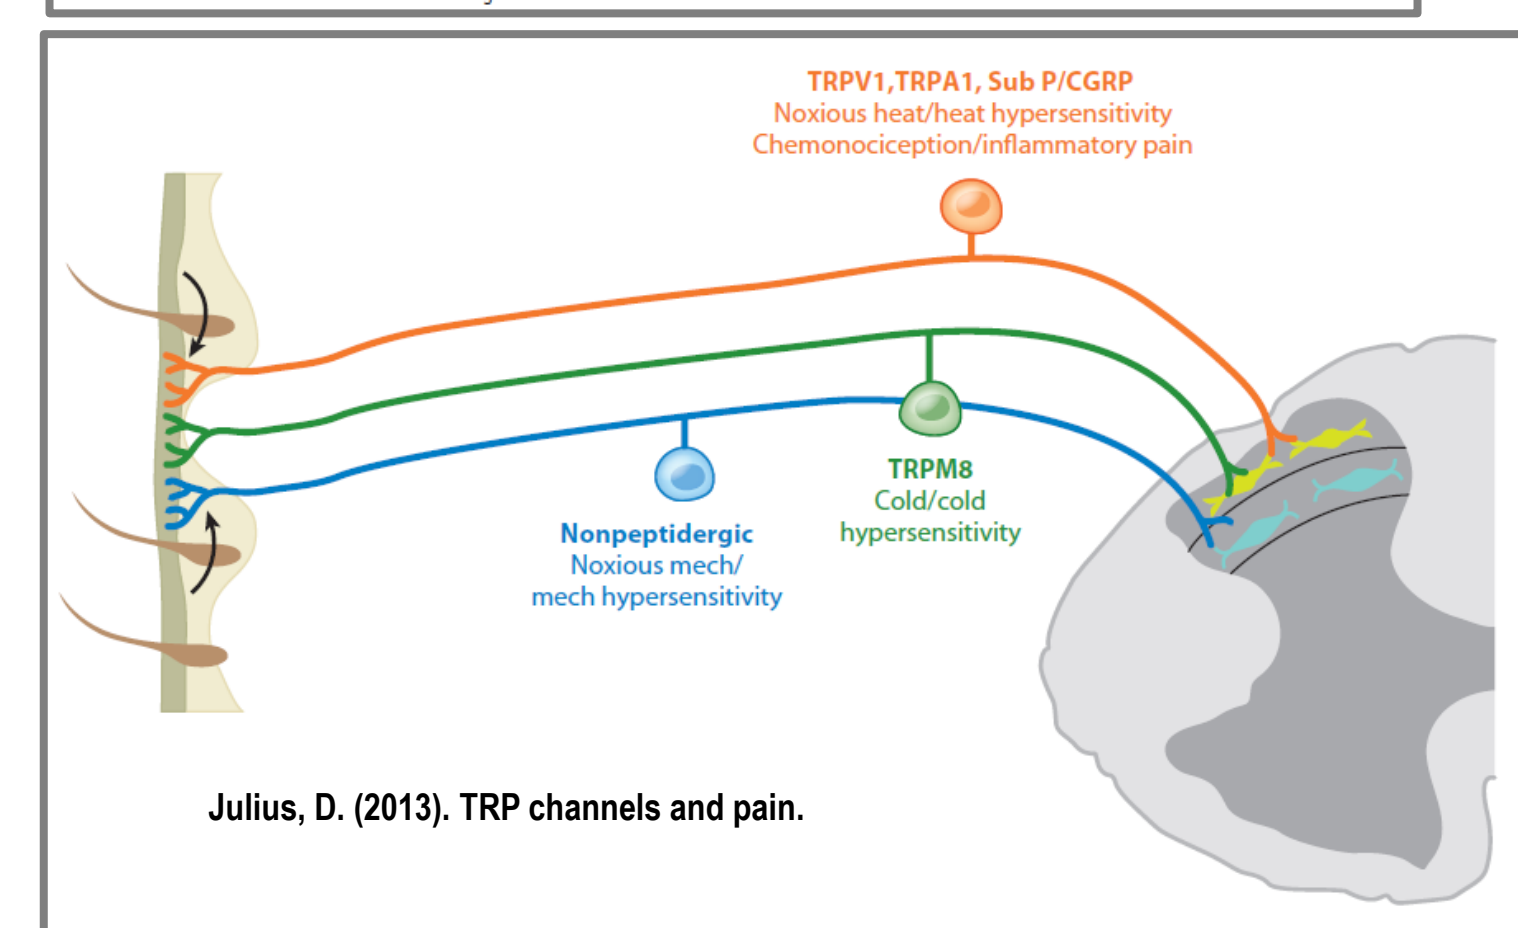 TRPV1,TRPA1, Sub P/CGRP
Noxious heat/heat hypersensitivity
Chemonociception/inflammatory pain
TRPM8
Cold/cold
hypersensitivity
Nonpeptidergic
Noxious mech/
mech hypersensitivity
Julius, D. (2013). TRP channels and pain.